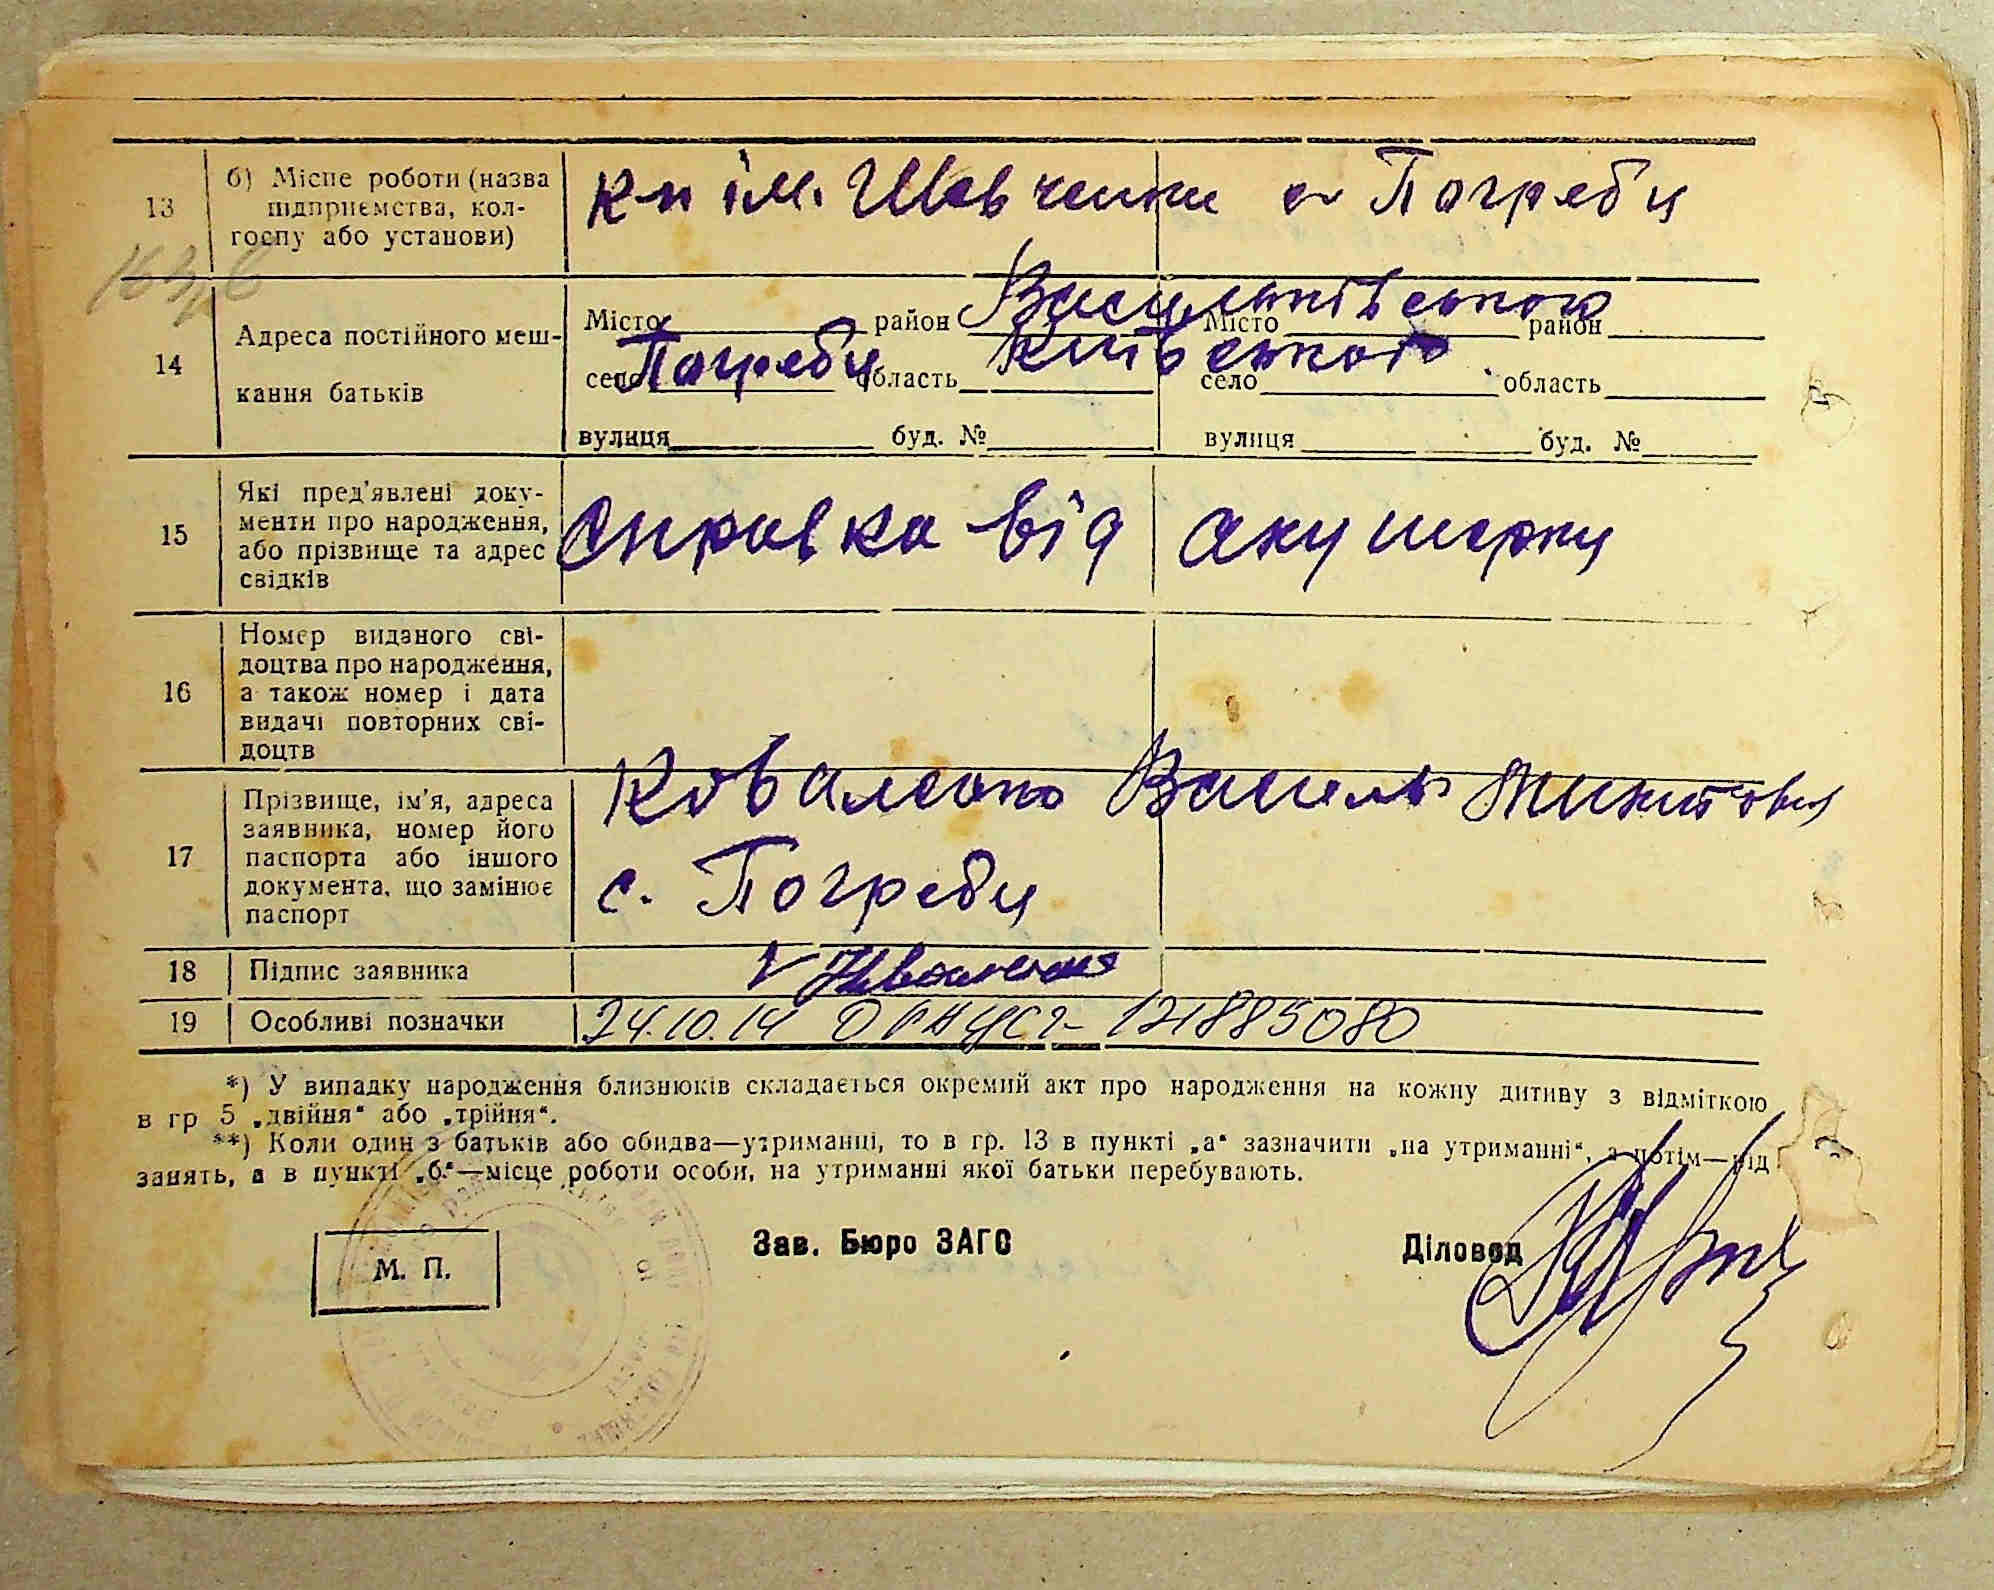 13
б) Місце роботи (назва
підприємства, кол-
госпу або установи)
к-п ім. Шевченка с Погреби
14
Адреса постійного меш-
кання батьків
Місто район Васильківського Місто район
село Погреби область Київської село область
вулиця буд. № вулиця буд. №
15
Які пред'явлені доку-
менти про народження,
або прізвище та адрес
свідків
Справка від акушерки
16
Номер виданого сві-
доцтва про народження,
а також номер і дата
видачі повторних сві-
доцтв
17
Прізвище, ім'я, адреса
заявника, номер його
паспорта або іншого
документа, що замінює
паспорт
Коваленко Василь Микитович
с. Погреби
18
Підпис заявника
19
Особливі позначки
24.10.14 121885080
*) У випадку народження близнюків складається окремий акт про народження на кожну дитину з відміткою
в гр 5 „двійня“ або „трійня“.
**) Коли один з батьків або обидва—утриманці, то в гр. 13 в пункті „а“ зазначити „на утриманні“, а потім—рід
занять, а в пункті „б“—місце роботи особи, на утриманні якої батьки перебувають.
М. П.
Зав. Бюро ЗАГС
Діловод